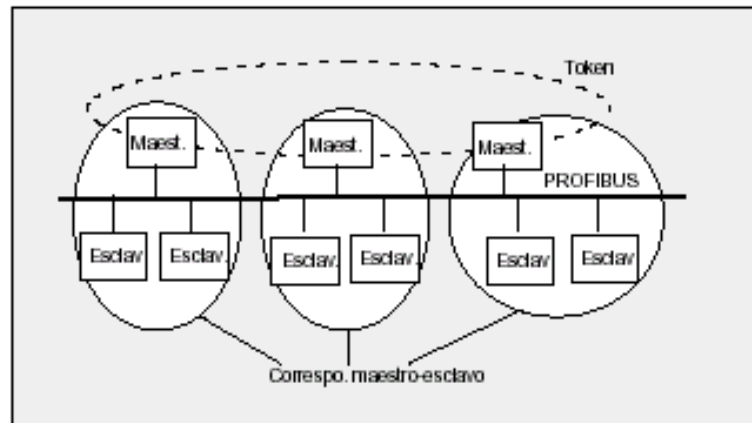 Token
Maest.
Maest.
Maest.
PROFIBUS
Esclav
Esclav.
Esclav.
Esclav.
Esclav
Esclav
Correspo. maestro-esclavo